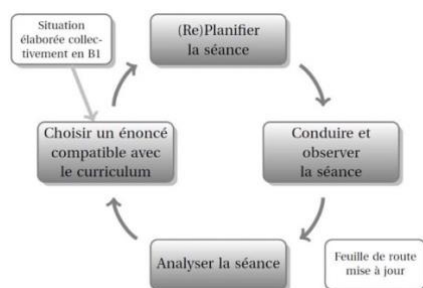 Situation
élaborée collec-
tivement en B1
(Re)Planifier
la séance
Choisir un énoncé
compatible avec
le curriculum
Conduire et
observer
la séance
Analyser la séance
Feuille de route
mise à jour